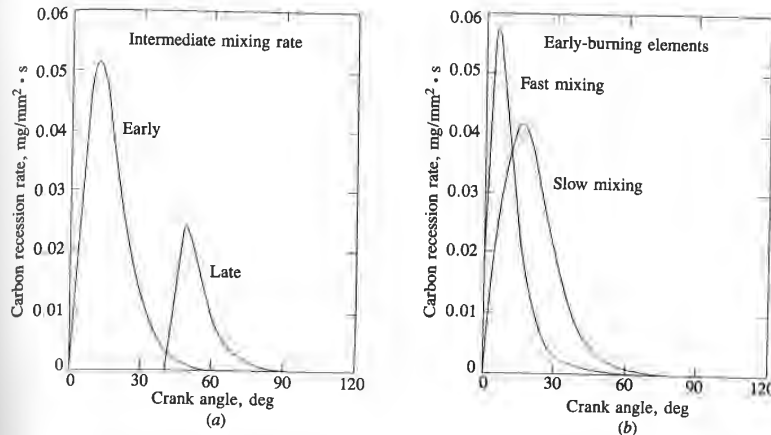 Carbon recession rate, mg/mm² • s
0.06
0.05
0.04
0.03
0.02
0.01
0
Intermediate mixing rate
Early
Late
0
30
60
90
120
Crank angle, deg
(a)
Carbon recession rate, mg/mm² • s
0.06
0.05
0.04
0.03
0.02
0.01
0
Early-burning elements
Fast mixing
Slow mixing
0
30
60
90
120
Crank angle, deg
(b)